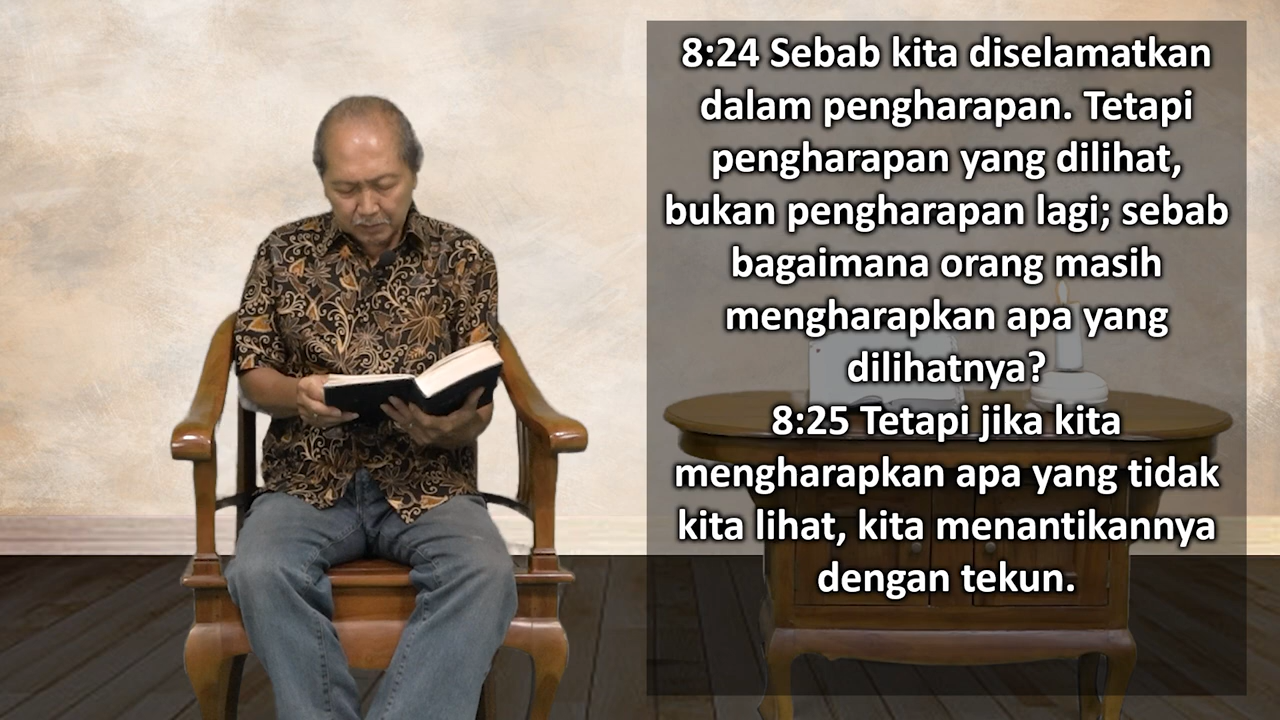 8:24 Sebab kita diselamatkan
dalam pengharapan. Tetapi
pengharapan yang dilihat,
bukan pengharapan lagi; sebab
bagaimana orang masih
mengharapkan apa yang
dilihatnya?
8:25 Tetapi jika kita
mengharapkan apa yang tidak
kita lihat, kita menantikannya
dengan tekun.